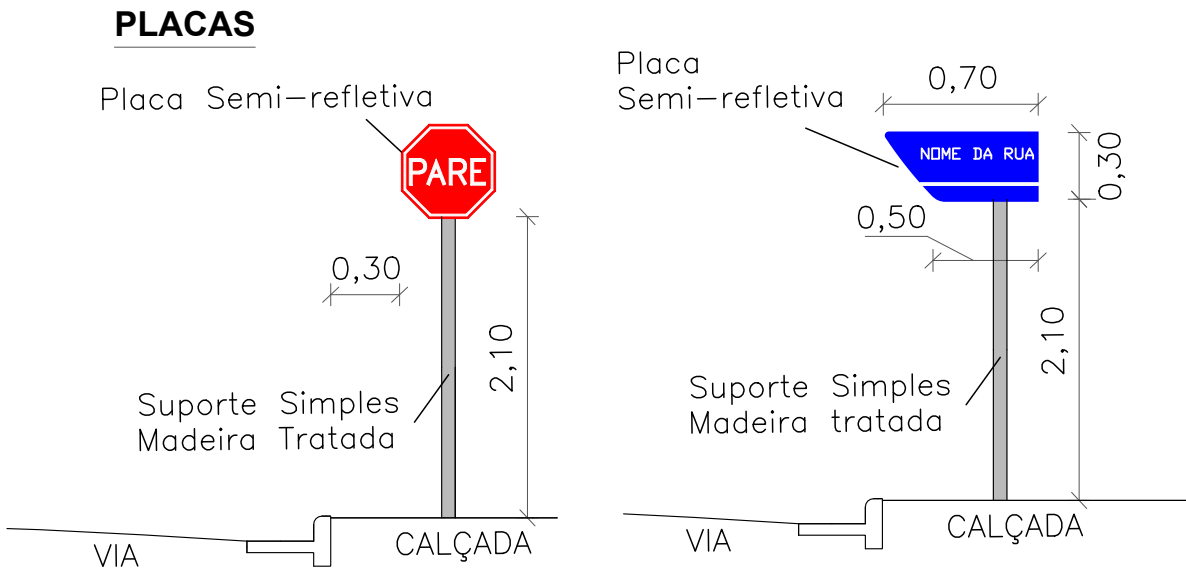 PLACAS
Placa Semi-refletiva
PARE
0,30
2,10
Suporte Simples
Madeira Tratada
VIA
CALÇADA
Placa
Semi-refletiva
0,70
NOME DA RUA
0,30
0,50
2,10
Suporte Simples
Madeira tratada
VIA
CALÇADA